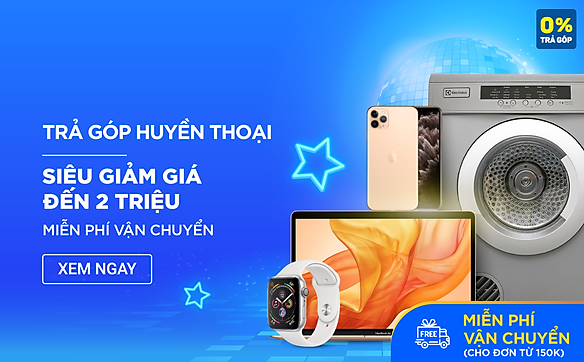 0%
TRẢ GÓP
TRẢ GÓP HUYỀN THOẠI
SIÊU GIẢM GIÁ
ĐẾN 2 TRIỆU
MIỄN PHÍ VẬN CHUYỂN
XEM NGAY
Electrolux
FREE
MIỄN PHÍ
VẬN CHUYỂN
(CHO ĐƠN TỪ 150K)